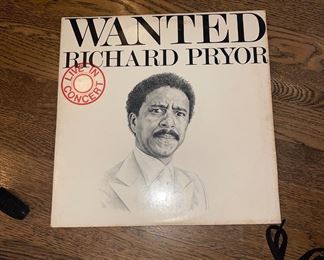 WANTED
RICHARD PRYOR
LIVE IN
CONCERT